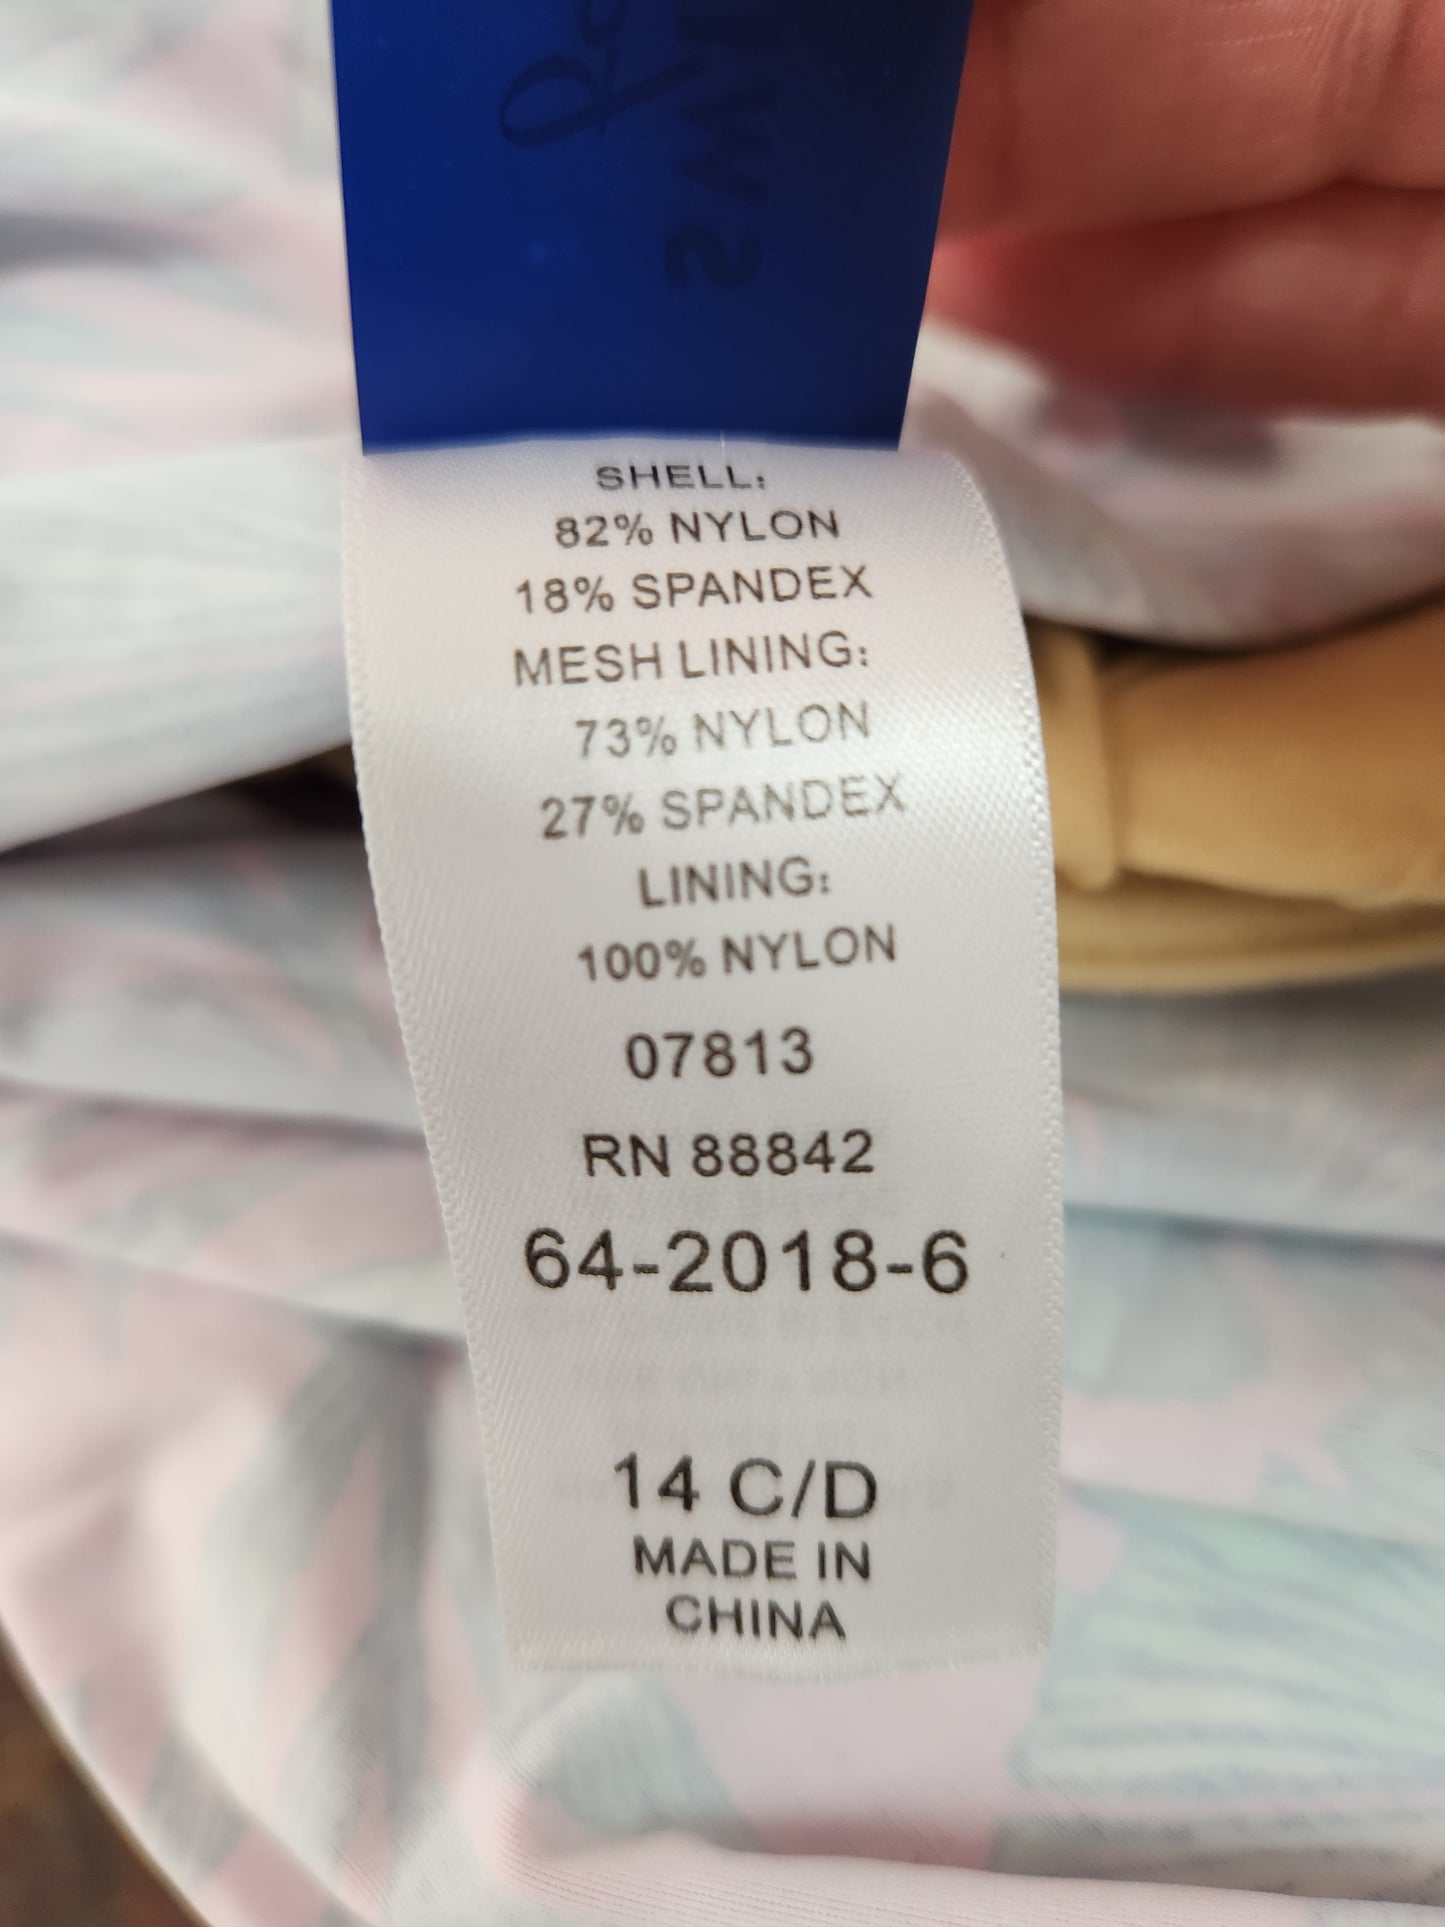 SHELL:
82% NYLON
18% SPANDEX
MESH LINING:
73% NYLON
27% SPANDEX
LINING:
100% NYLON
07813
RN 88842
64-2018-6
14 C/D
MADE IN
CHINA